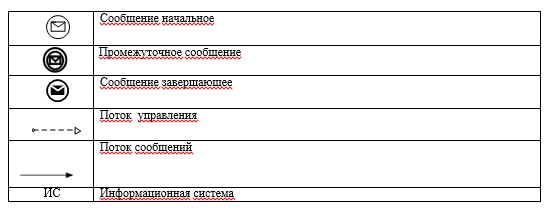 Сообщение начальное
Промежуточное сообщение
Сообщение завершающее
Поток управления
Поток сообщений
ИС Информационная система